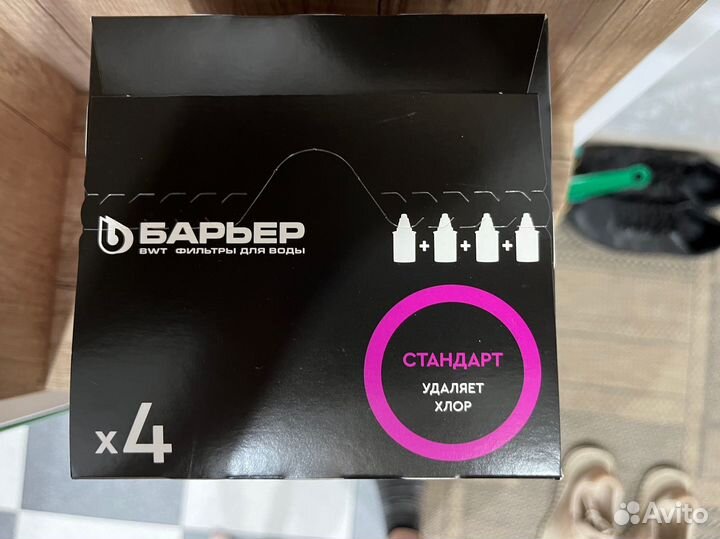 БАРЬЕР
BWT ФИЛЬТРЫ ДЛЯ ВОДЫ
+ + +
СТАНДАРТ
УДАЛЯЕТ
ХЛОР
x4
Avito